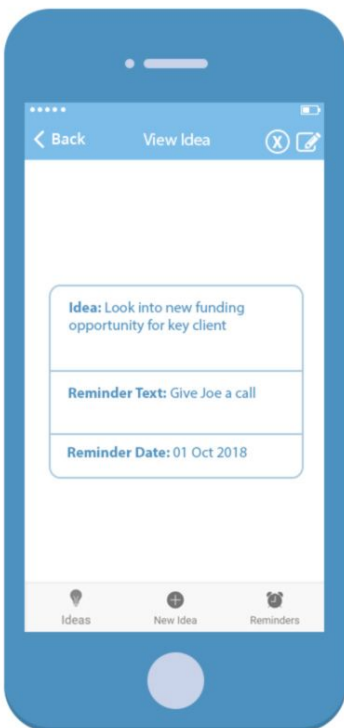 Back View Idea X
Idea: Look into new funding
opportunity for key client
Reminder Text: Give Joe a call
Reminder Date: 01 Oct 2018
Ideas New Idea Reminders